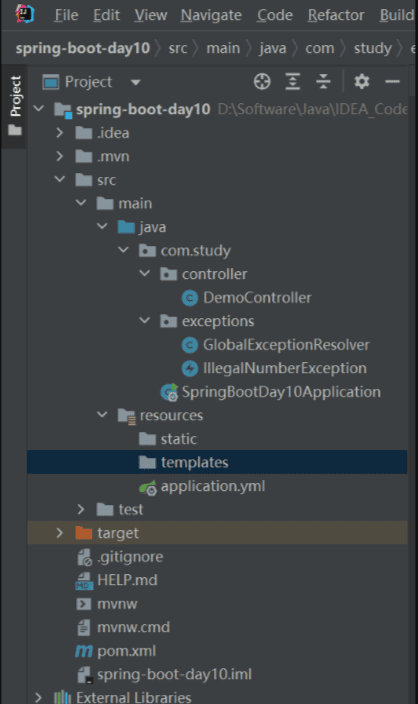 File Edit View Navigate Code Refactor Build
spring-boot-day10 src main java com study
Project
Project
spring-boot-day10 D:\Software\Java\IDEA_Code
.idea
.mvn
src
main
java
com.study
controller
DemoController
exceptions
GlobalExceptionResolver
IllegalNumberException
SpringBootDay10Application
resources
static
templates
application.yml
test
target
.gitignore
HELP.md
mvnw
mvnw.cmd
pom.xml
spring-boot-day10.iml
External Libraries